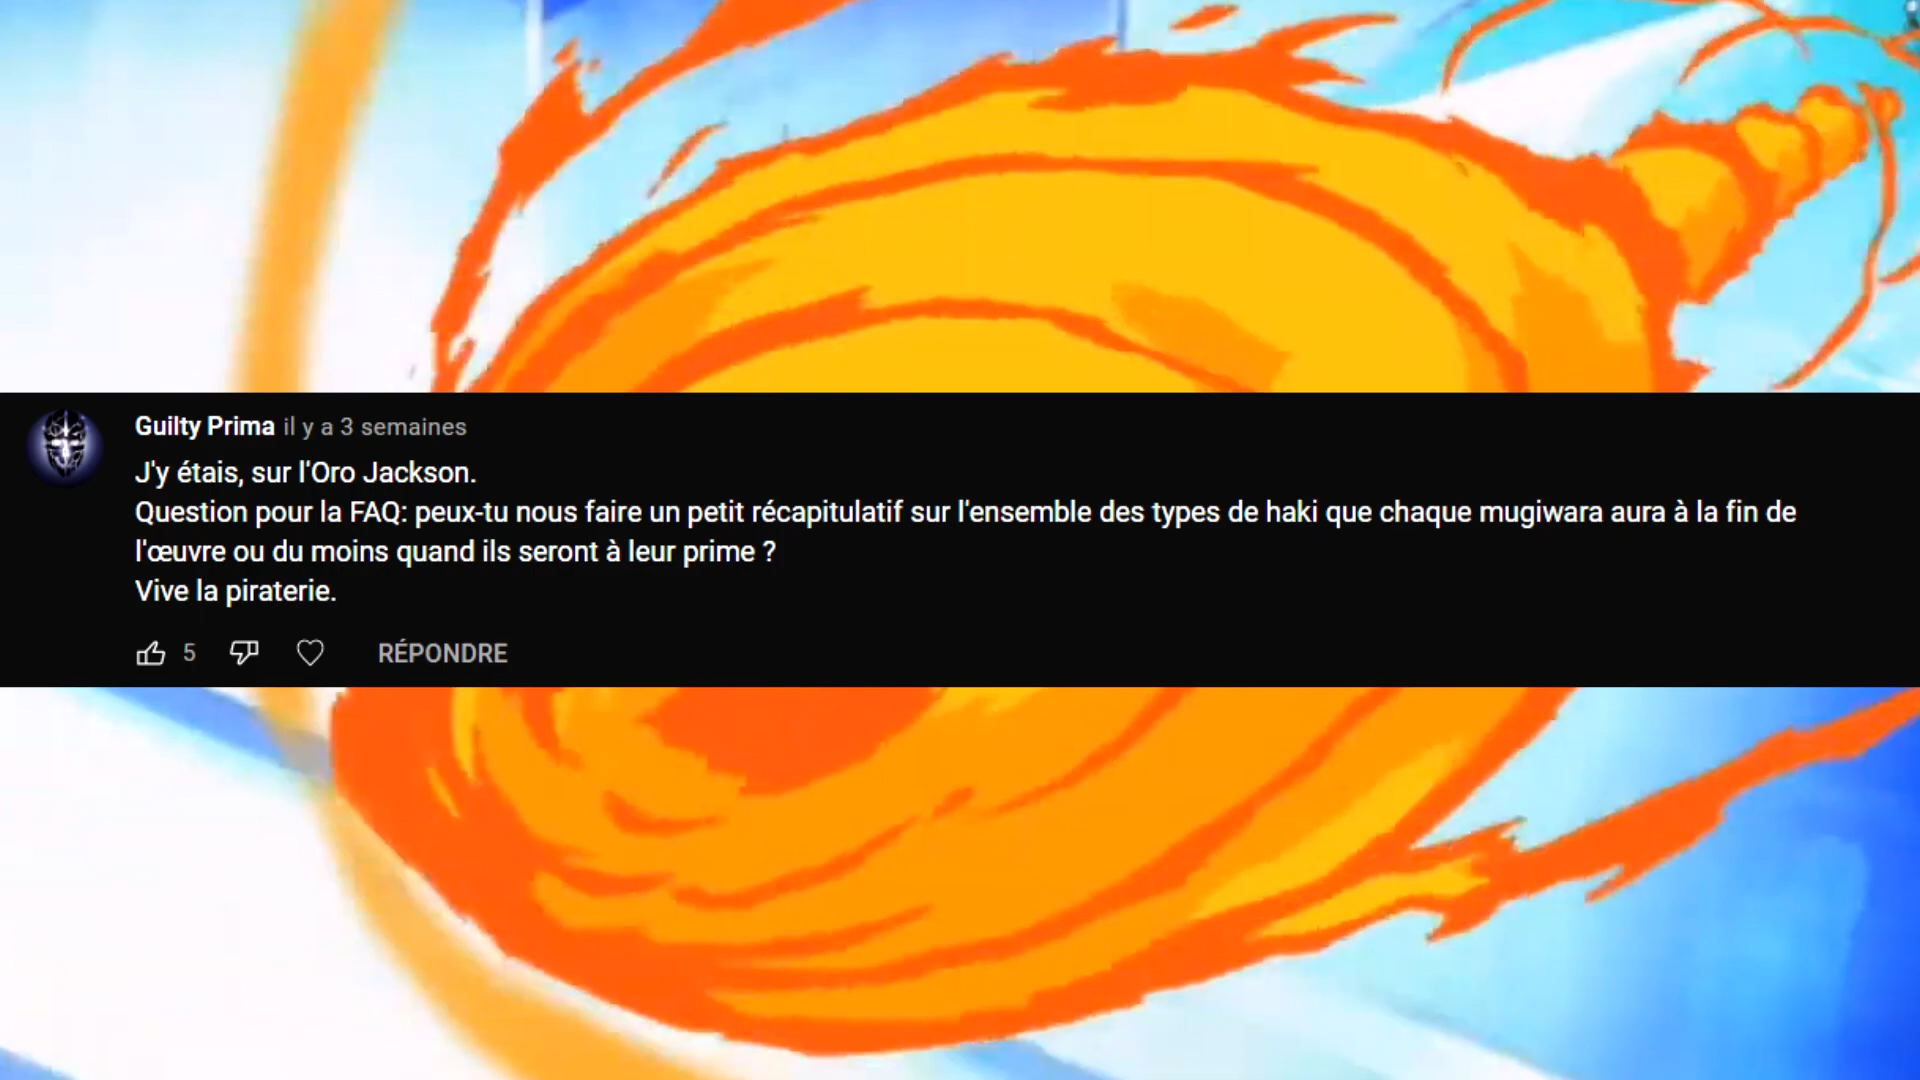 Guilty Prima il y a 3 semaines
J'y étais, sur l'Oro Jackson.
Question pour la FAQ: peux-tu nous faire un petit récapitulatif sur l'ensemble des types de haki que chaque mugiwara aura à la fin de
l'œuvre ou du moins quand ils seront à leur prime ?
Vive la piraterie.
5 RÉPONDRE